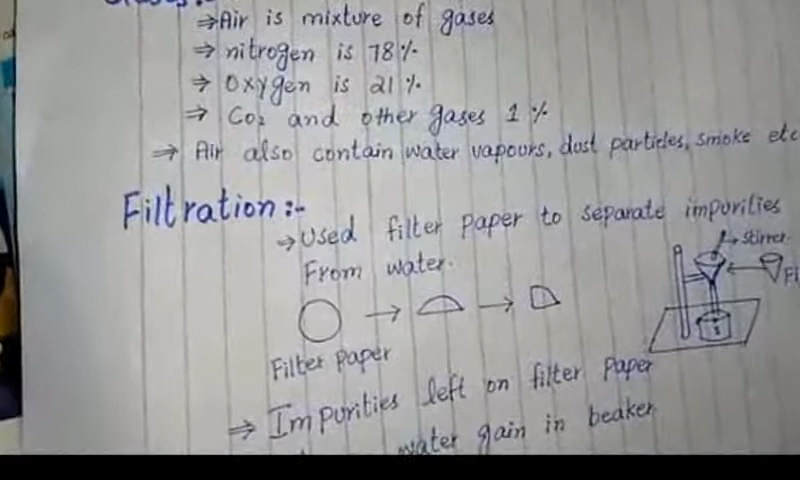 ⇒ Air is mixture of gases
⇒ nitrogen is 78%
⇒ Oxygen is 21%
⇒ Co₂ and other gases 1%
⇒ Air also contain water vapours, dust particles, smoke etc
Filtration :-
⇒ Used filter paper to separate impurities
From water.
→ Stirrer
Filter paper
⇒ Impurities left on filter paper
water gain in beaker